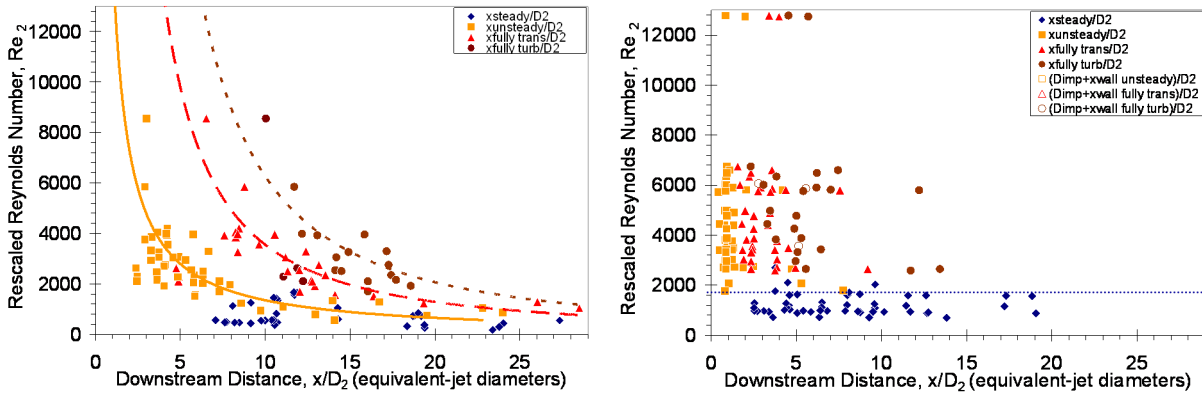 12000
10000
8000
6000
4000
2000
0
Rescaled Reynolds Number, Re2
0 5 10 15 20 25
Downstream Distance, x/D2 (equivalent-jet diameters)
xsteady/D2
xunsteady/D2
xfully trans/D2
xfully turb/D2
12000
10000
8000
6000
4000
2000
0
Rescaled Reynolds Number, Re2
0 5 10 15 20 25
Downstream Distance, x/D2 (equivalent-jet diameters)
xsteady/D2
xunsteady/D2
xfully trans/D2
xfully turb/D2
(Dimp+xwall unsteady)/D2
(Dimp+xwall fully trans)/D2
(Dimp+xwall fully turb)/D2